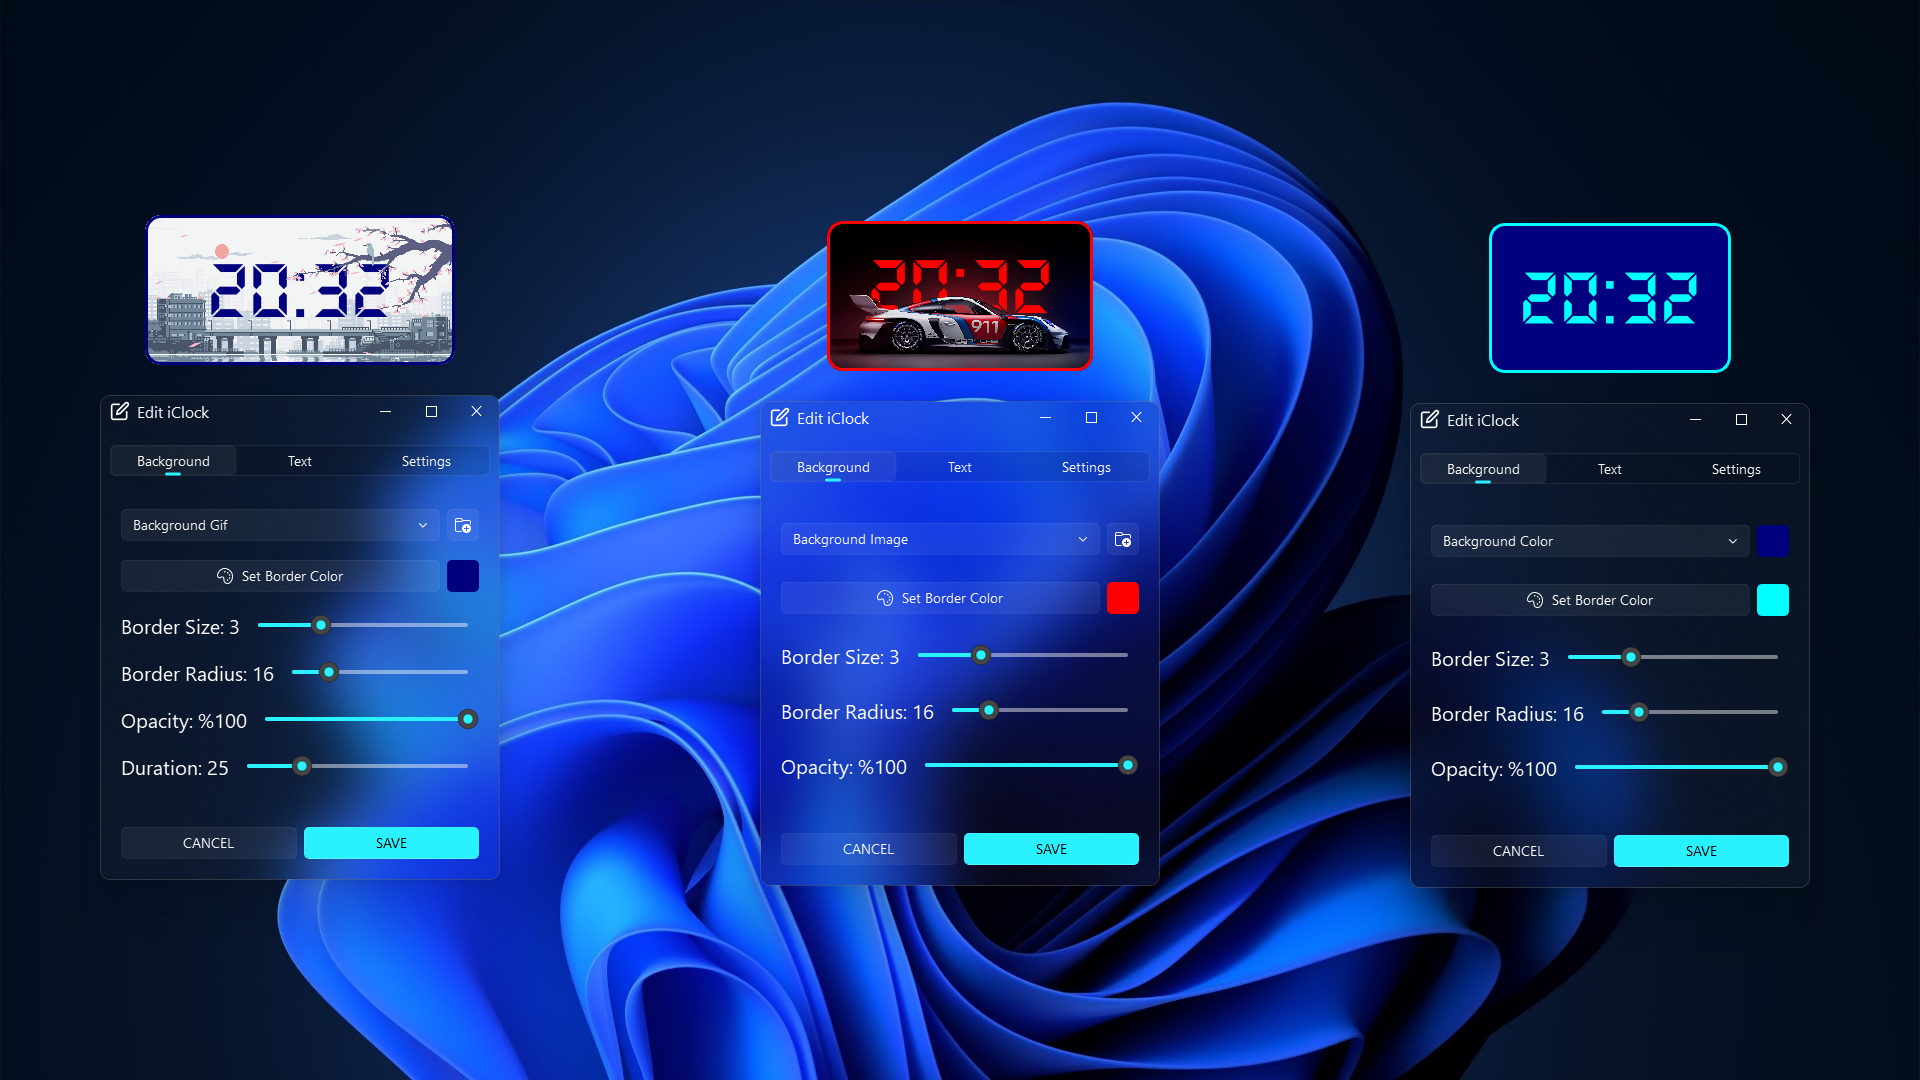 20:32
Edit iClock
Background Text Settings
Background Gif
Set Border Color
Border Size: 3
Border Radius: 16
Opacity: %100
Duration: 25
CANCEL SAVE
20:32
911
Edit iClock
Background Text Settings
Background Image
Set Border Color
Border Size: 3
Border Radius: 16
Opacity: %100
CANCEL SAVE
20:32
Edit iClock
Background Text Settings
Background Color
Set Border Color
Border Size: 3
Border Radius: 16
Opacity: %100
CANCEL SAVE